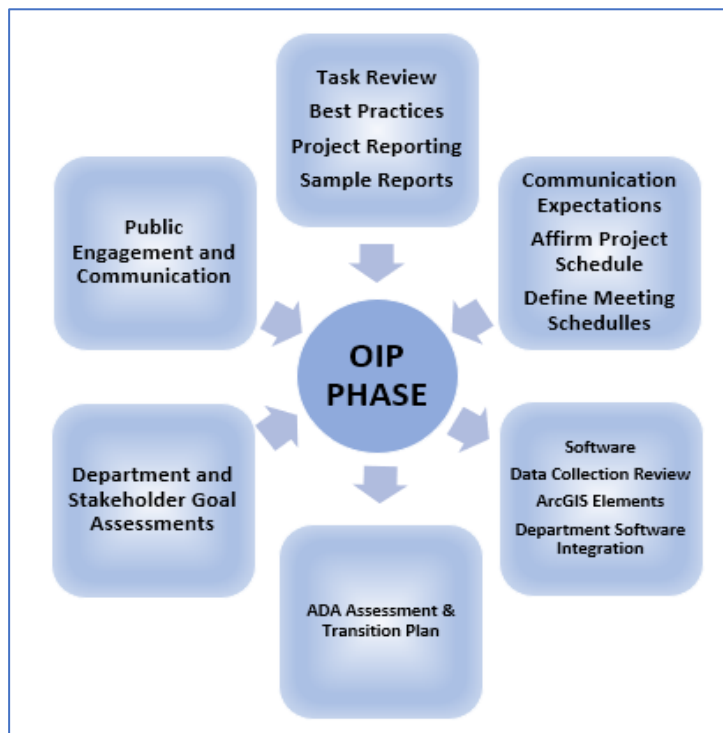 Task Review
Best Practices
Project Reporting
Sample Reports
Public
Engagement and
Communication
Communication
Expectations
Affirm Project
Schedule
Define Meeting
Schedulles
OIP
PHASE
Department and
Stakeholder Goal
Assessments
Software
Data Collection Review
ArcGIS Elements
Department Software
Integration
ADA Assessment &
Transition Plan